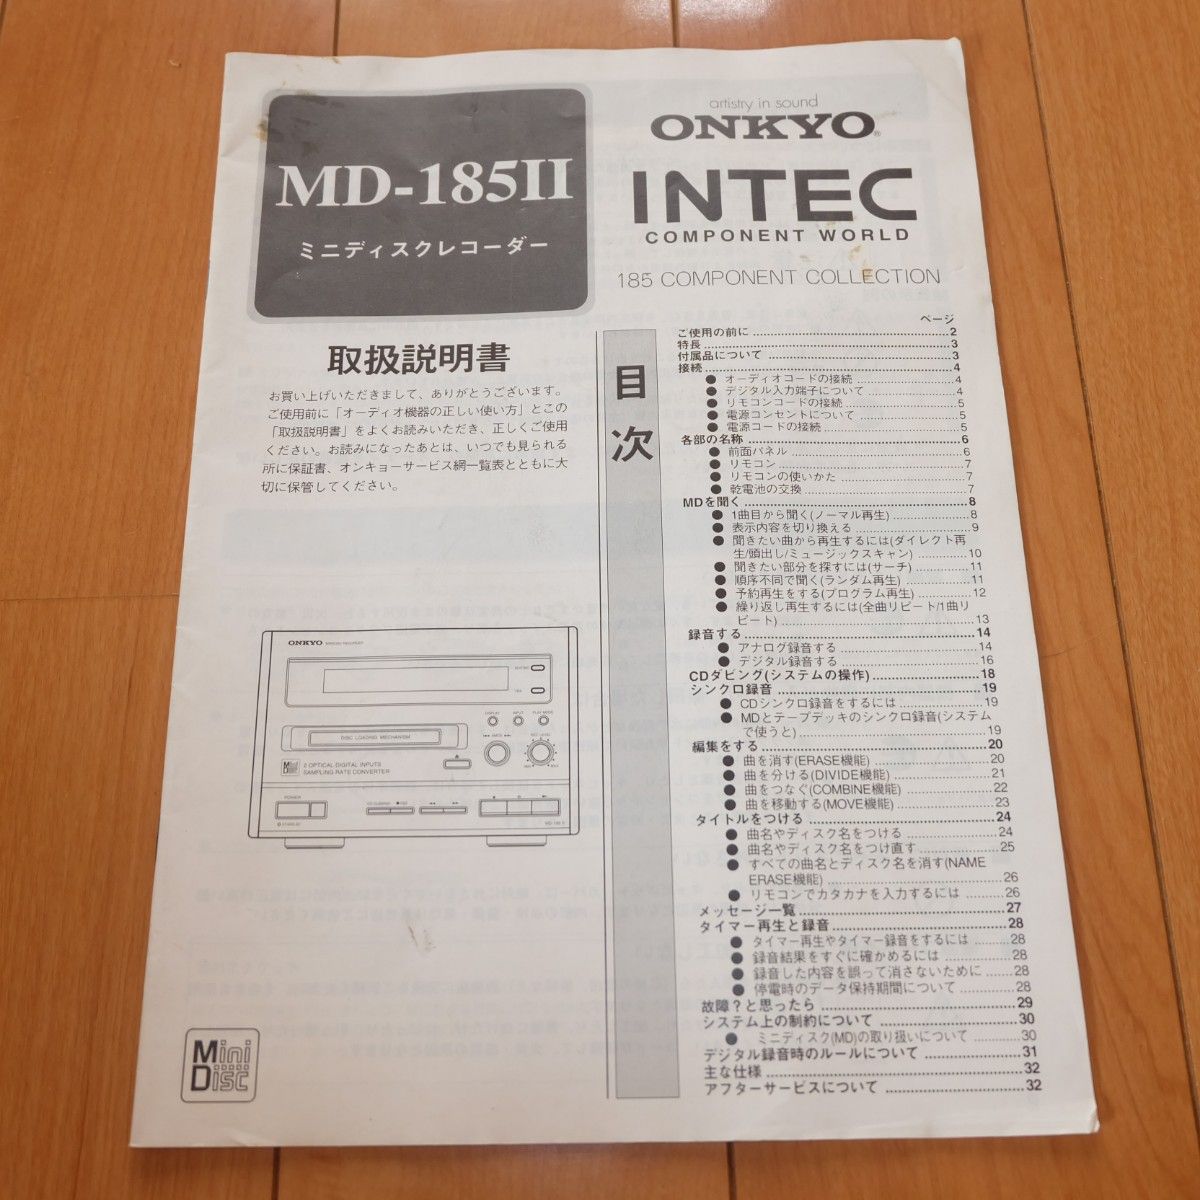 MD-185II
ミニディスクレコーダー
artistry in sound
ONKYO®
INTEC
COMPONENT WORLD
185 COMPONENT COLLECTION
取扱説明書
お買い上げいただきまして、ありがとうございます。
ご使用前に「オーディオ機器の正しい使い方」とこの
「取扱説明書」をよくお読みいただき、正しくご使用
ください。お読みになったあとは、いつでも見られる
所に保証書、オンキョーサービス網一覧表とともに大
切に保管してください。
目次
ページ
ご使用の前に 2
特長 3
付属品について 3
接続 4
● オーディオコードの接続 4
● デジタル入力端子について 4
● リモコンコードの接続 5
● 電源コンセントについて 5
● 電源コードの接続 5
各部の名称 6
● 前面パネル 6
● リモコン 7
● リモコンの使いかた 7
● 乾電池の交換 7
MDを聞く 8
● 1曲目から聞く(ノーマル再生) 8
● 表示内容を切り換える 9
● 聞きたい曲から再生するには(ダイレクト再
生/頭出し/ミュージックスキャン) 10
● 聞きたい部分を探すには(サーチ) 11
● 順序不同で聞く(ランダム再生) 11
● 予約再生をする(プログラム再生) 12
● 繰り返し再生するには(全曲リピート/1曲リ
ピート) 13
録音する 14
● アナログ録音する 14
● デジタル録音する 16
CDダビング(システムの操作) 18
シンクロ録音 19
● CDシンクロ録音をするには 19
● MDとテープデッキのシンクロ録音(システム
で使うと) 19
編集をする 20
● 曲を消す(ERASE機能) 20
● 曲を分ける(DIVIDE機能) 21
● 曲をつなぐ(COMBINE機能) 22
● 曲を移動する(MOVE機能) 23
タイトルをつける 24
● 曲名やディスク名をつける 24
● 曲名やディスク名をつけ直す 25
● すべての曲名とディスク名を消す(NAME
ERASE機能) 26
● リモコンでカタカナを入力するには 26
メッセージ一覧 27
タイマー再生と録音 28
● タイマー再生やタイマー録音をするには 28
● 録音結果をすぐに確かめるには 28
● 録音した内容を誤って消さないために 28
● 停電時のデータ保持期間について 28
故障?と思ったら 29
システム上の制約について 30
● ミニディスク(MD)の取り扱いについて 30
デジタル録音時のルールについて 31
主な仕様 32
アフターサービスについて 32
ONKYO MINIDISC RECORDER
DISPLAY INPUT PLAY MODE
DISC LOADING MECHANISM
REC LEVEL
2 OPTICAL DIGITAL INPUTS
SAMPLING RATE CONVERTER
POWER
STANDBY
MD-185 II
Mini
Disc